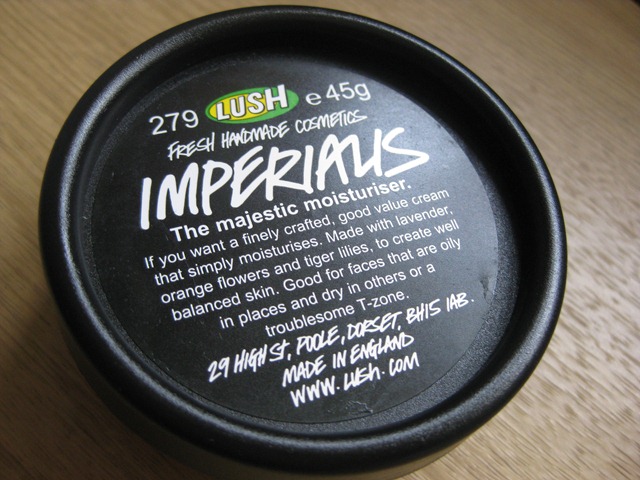 279 LUSH e 45g
FRESH HANDMADE COSMETICS
IMPERIALIS
The majestic moisturiser.
If you want a finely crafted, good value cream
that simply moisturises. Made with lavender,
orange flowers and tiger lilies, to create well
balanced skin. Good for faces that are oily
in places and dry in others or a
troublesome T-zone.
29 HIGH St, POOLE, DORSET, BH15 1AB.
MADE IN ENGLAND
WWW.LUSH.COM